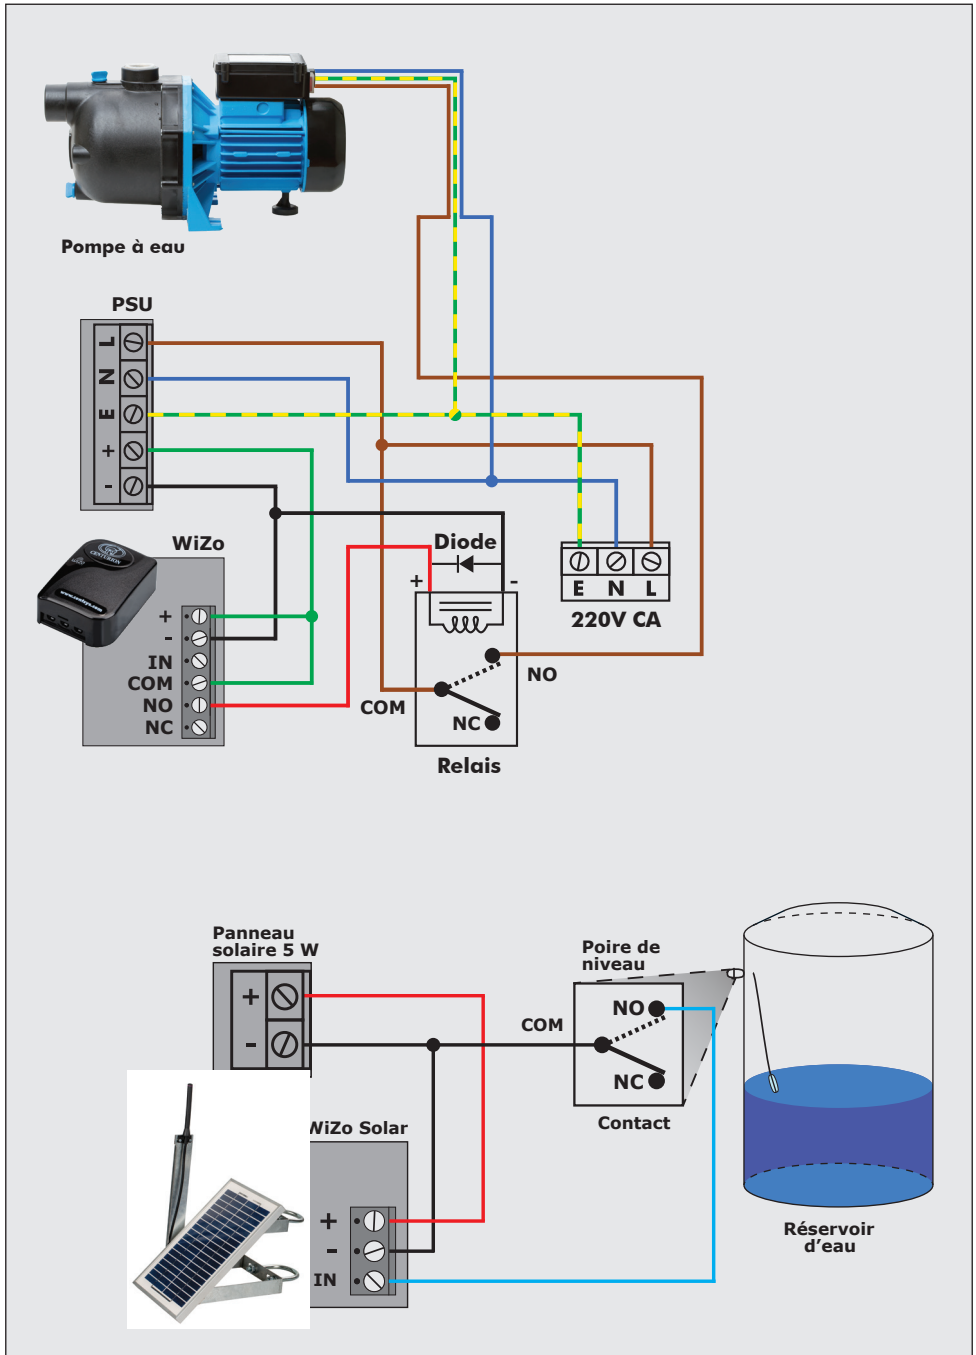 Pompe à eau
PSU
L
N
E
+
-
WiZo
CENTURION
+
-
IN
COM
NO
NC
Diode
+
-
COM
NO
NC
Relais
E N L
220V CA
Panneau
solaire 5 W
+
-
Poire de
niveau
COM
NO
NC
Contact
WiZo Solar
+
-
IN
Réservoir
d’eau